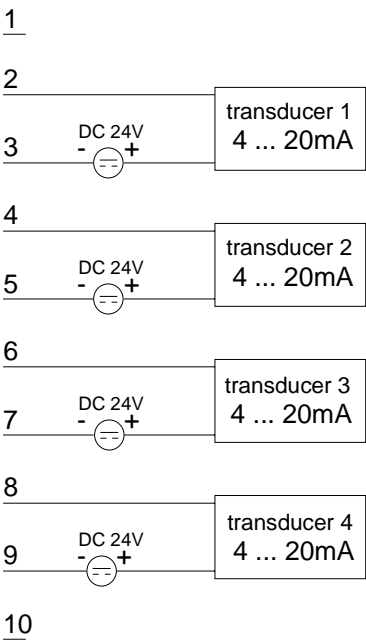 1
2
transducer 1
DC 24V
4 ... 20mA
3
- +
4
transducer 2
DC 24V
4 ... 20mA
5
- +
6
transducer 3
DC 24V
4 ... 20mA
7
- +
8
transducer 4
DC 24V
4 ... 20mA
9
- +
10